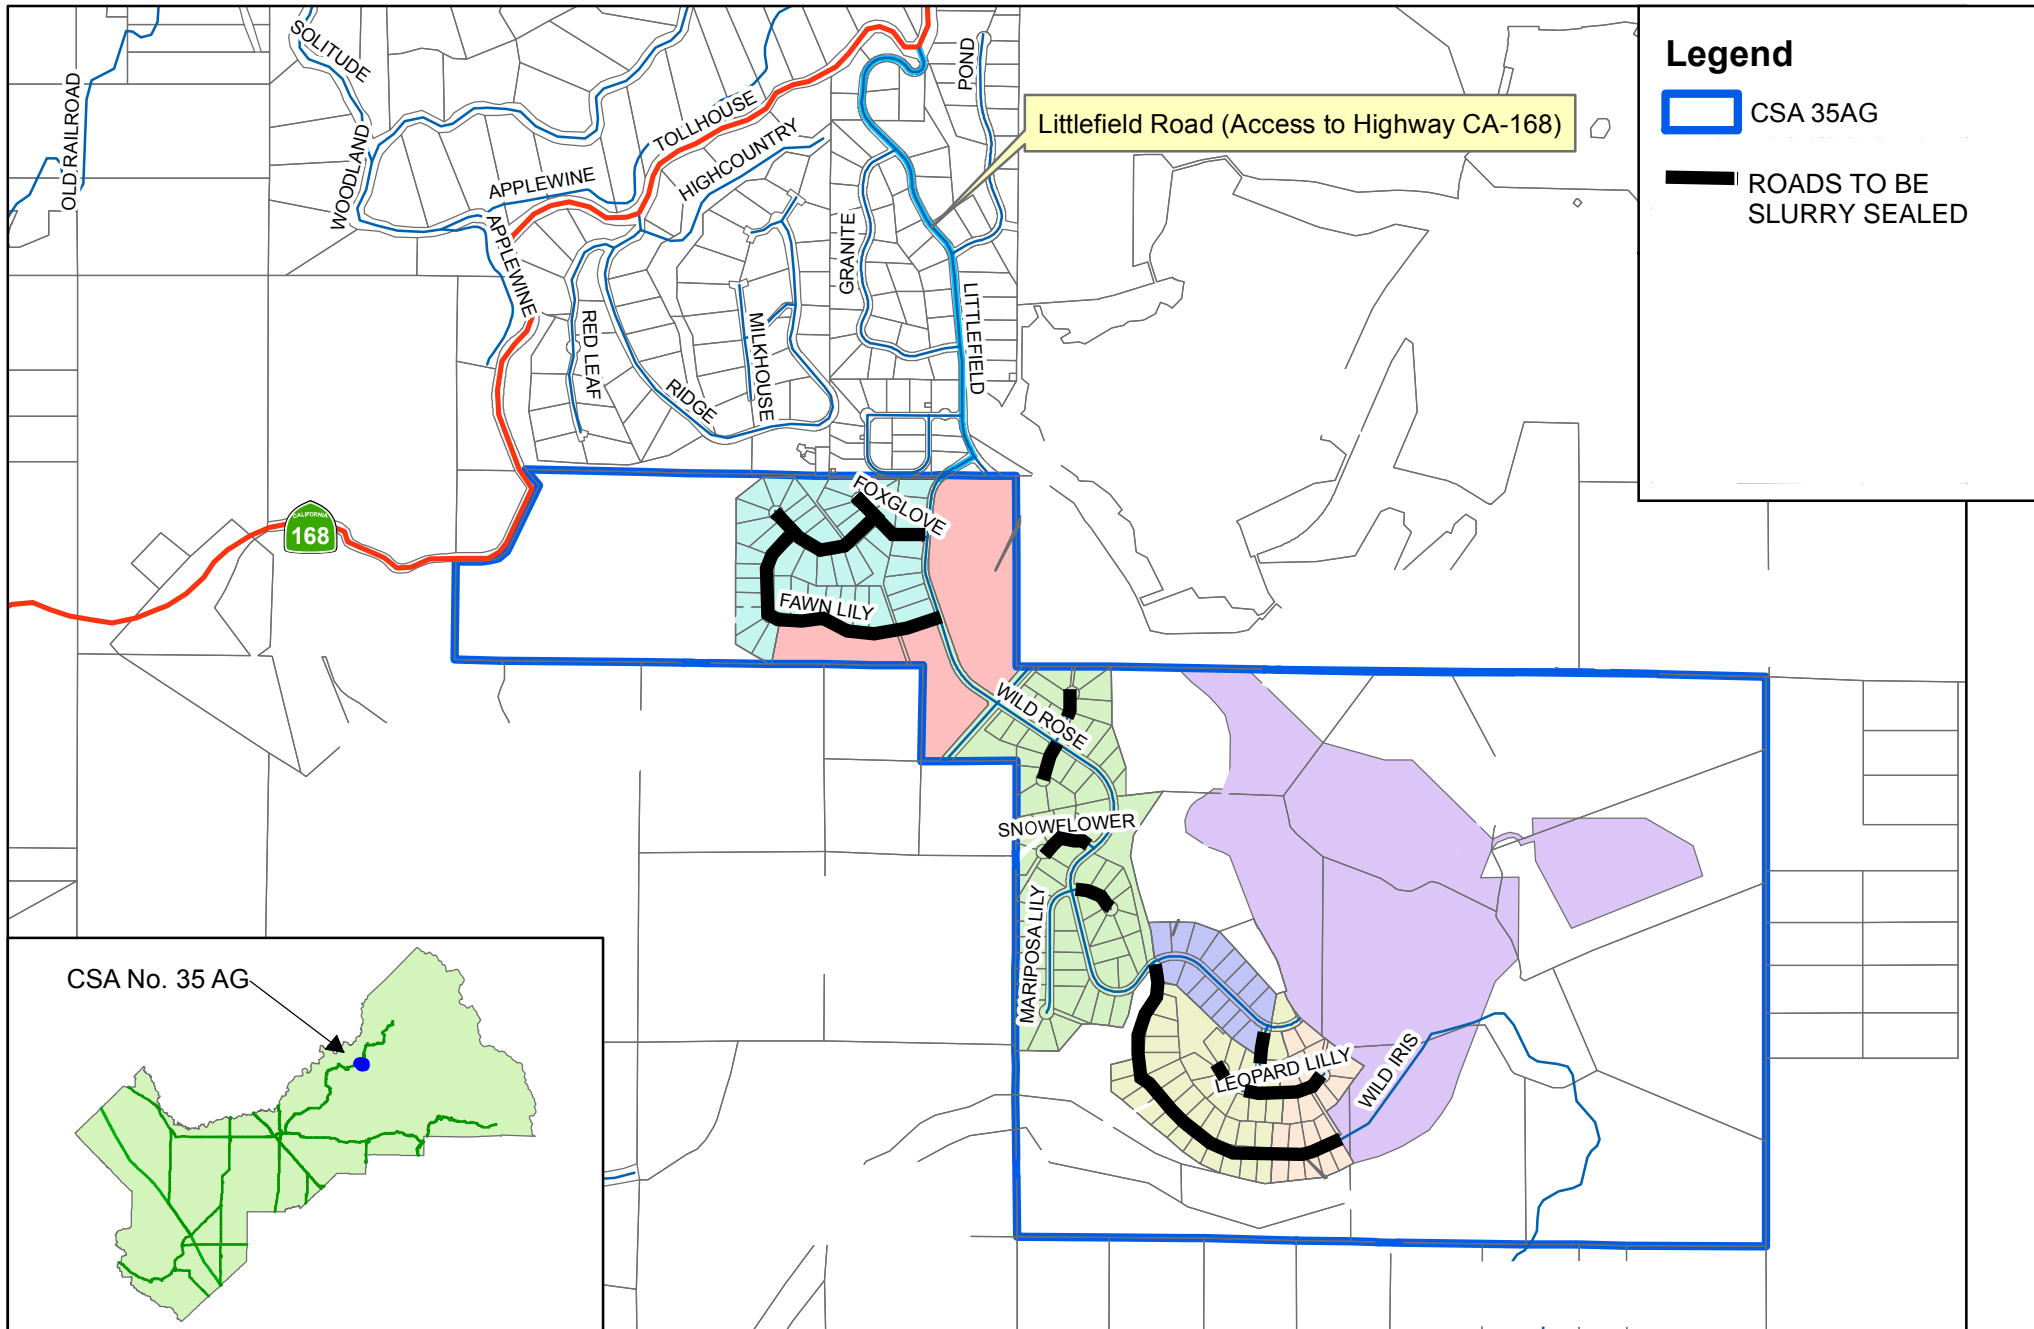 Legend
CSA 35AG
ROADS TO BE
SLURRY SEALED
SOLITUDE
POND
OLD RAILROAD
TOLLHOUSE
Littlefield Road (Access to Highway CA-168)
WOODLAND
HIGHCOUNTRY
APPLEWINE
APPLEWINE
GRANITE
LITTLEFIELD
RED LEAF
MILKHOUSE
RIDGE
FOXGLOVE
CALIFORNIA
168
FAWN LILY
WILD ROSE
SNOWFLOWER
MARIPOSA LILY
LEOPARD LILLY
WILD IRIS
CSA No. 35 AG